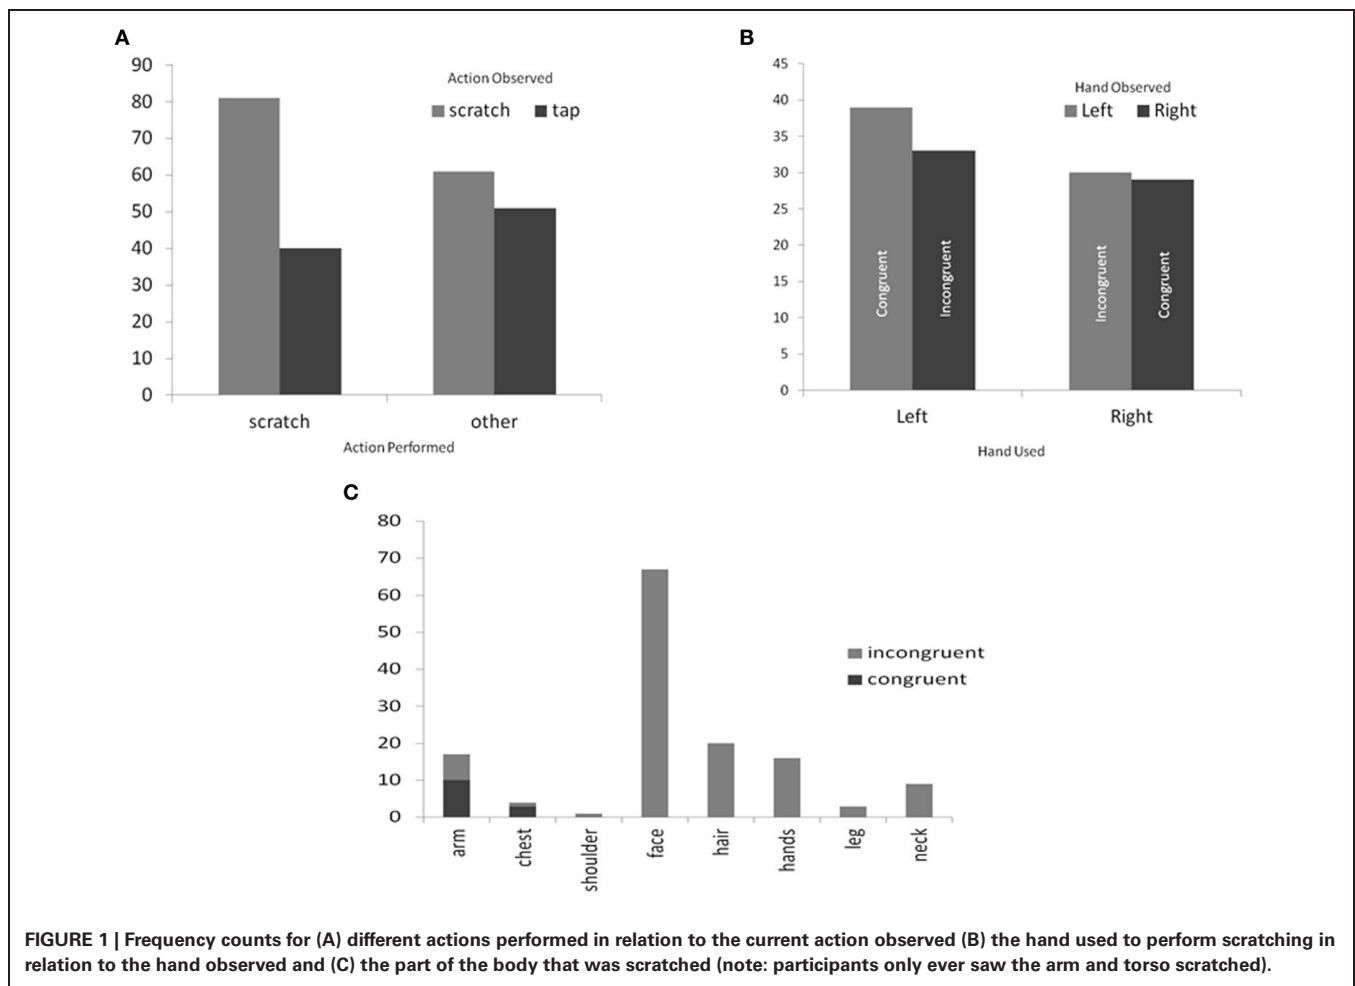 A
90
80
70
60
50
40
30
20
10
0
Action Observed
scratch tap
scratch other
Action Performed
B
45
40
35
30
25
20
15
10
5
0
Hand Observed
Left Right
Congruent
Incongruent
Incongruent
Congruent
Left Right
Hand Used
C
80
70
60
50
40
30
20
10
0
incongruent
congruent
arm
chest
shoulder
face
hair
hands
leg
neck
FIGURE 1 | Frequency counts for (A) different actions performed in relation to the current action observed (B) the hand used to perform scratching in
relation to the hand observed and (C) the part of the body that was scratched (note: participants only ever saw the arm and torso scratched).